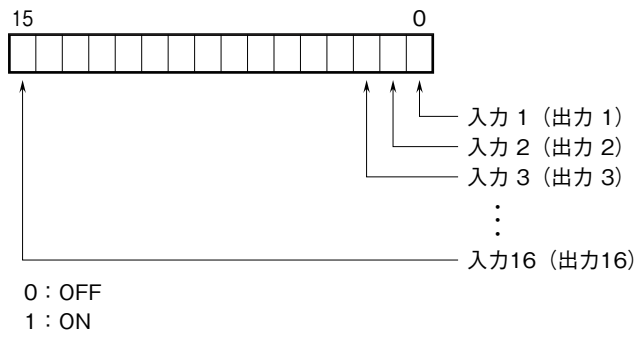 15 0
入力 1（出力 1）
入力 2（出力 2）
入力 3（出力 3）
⋮
入力16（出力16）
0：OFF
1：ON